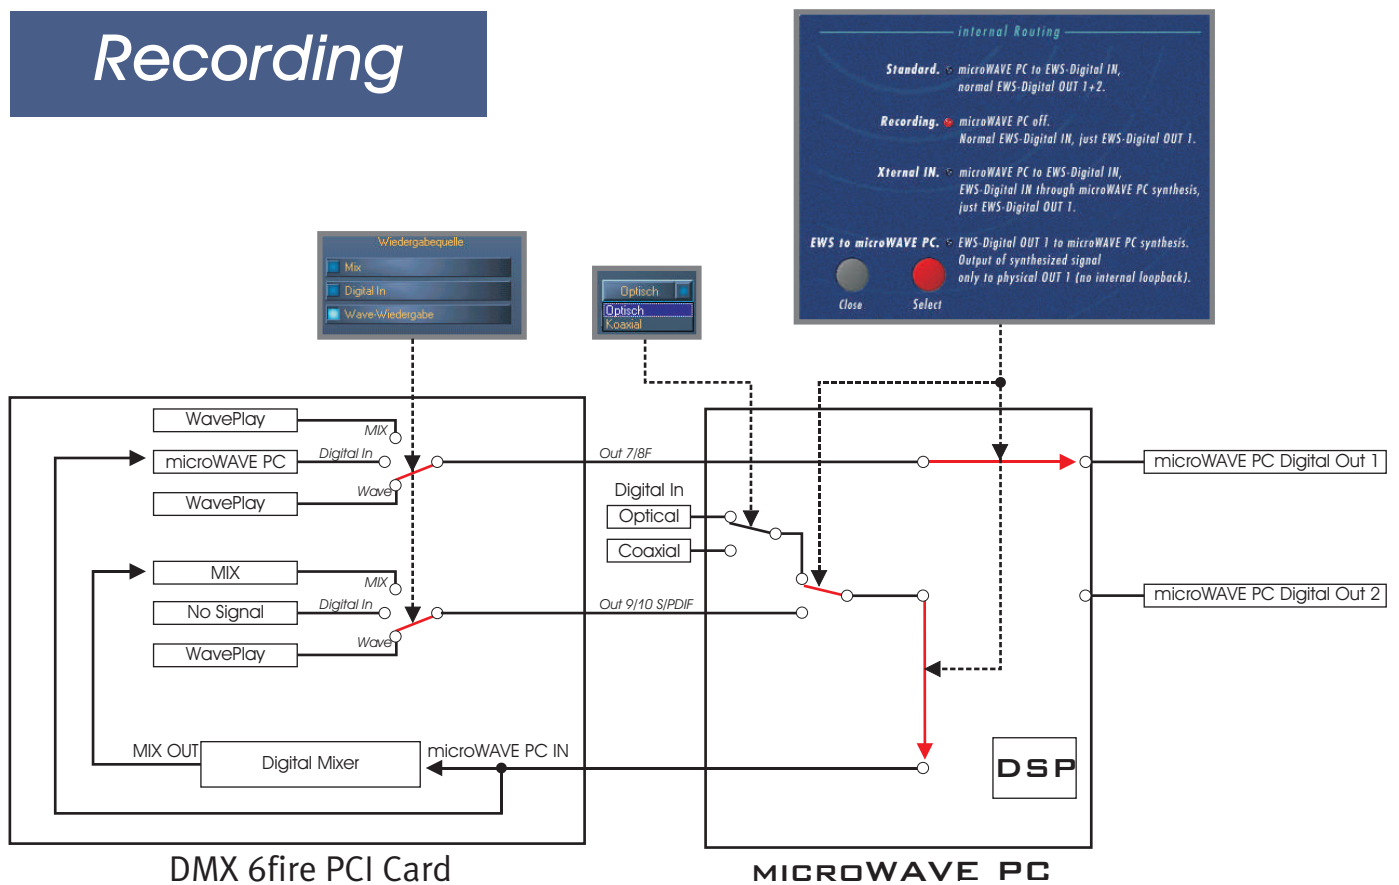 Recording
internal Routing
Standard. microWAVE PC to EWS-Digital IN,
normal EWS-Digital OUT 1+2.
Recording. microWAVE PC off.
Normal EWS-Digital IN, just EWS-Digital OUT 1.
Xternal IN. microWAVE PC to EWS-Digital IN,
EWS-Digital IN through microWAVE PC synthesis,
just EWS-Digital OUT 1.
EWS to microWAVE PC. EWS-Digital OUT 1 to microWAVE PC synthesis.
Output of synthesized signal
only to physical OUT 1 (no internal loopback).
Close
Select
Wiedergabequelle
Mix
Digital In
Wave-Wiedergabe
Optisch
Optisch
Koaxial
WavePlay
MIX
microWAVE PC
Digital In
WavePlay
Wave
Out 7/8F
microWAVE PC Digital Out 1
Digital In
Optical
Coaxial
MIX
MIX
No Signal
Digital In
WavePlay
Wave
Out 9/10 S/PDIF
microWAVE PC Digital Out 2
MIX OUT
Digital Mixer
microWAVE PC IN
DSP
DMX 6fire PCI Card
MICROWAVE PC